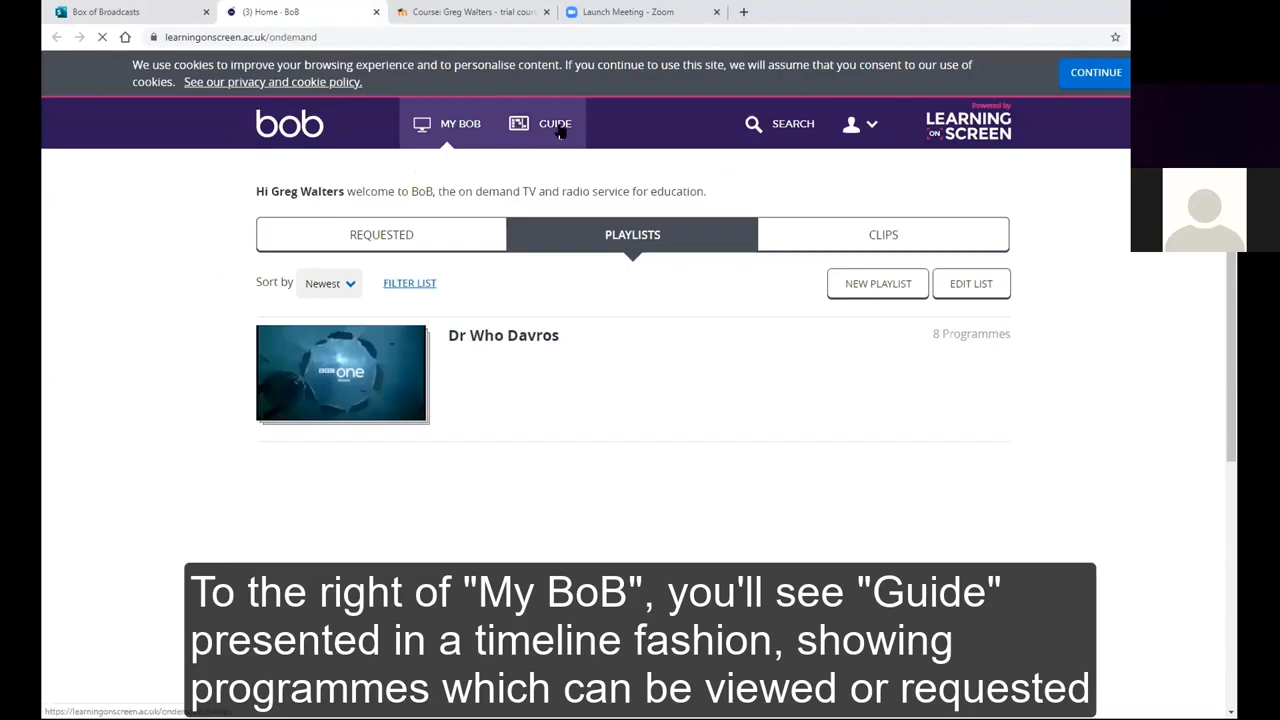 Box of Broadcasts
(3) Home - BoB
Course: Greg Walters - trial cour
Launch Meeting - Zoom
learningonscreen.ac.uk/ondemand
We use cookies to improve your browsing experience and to personalise content. If you continue to use this site, we will assume that you consent to our use of
cookies. See our privacy and cookie policy.
CONTINUE
bob
MY BOB
GUIDE
SEARCH
Powered by
LEARNING
ON SCREEN
Hi Greg Walters welcome to BoB, the on demand TV and radio service for education.
REQUESTED
PLAYLISTS
CLIPS
Sort by
Newest
FILTER LIST
NEW PLAYLIST
EDIT LIST
BBC one
Dr Who Davros
8 Programmes
To the right of "My BoB", you'll see "Guide"
presented in a timeline fashion, showing
programmes which can be viewed or requested